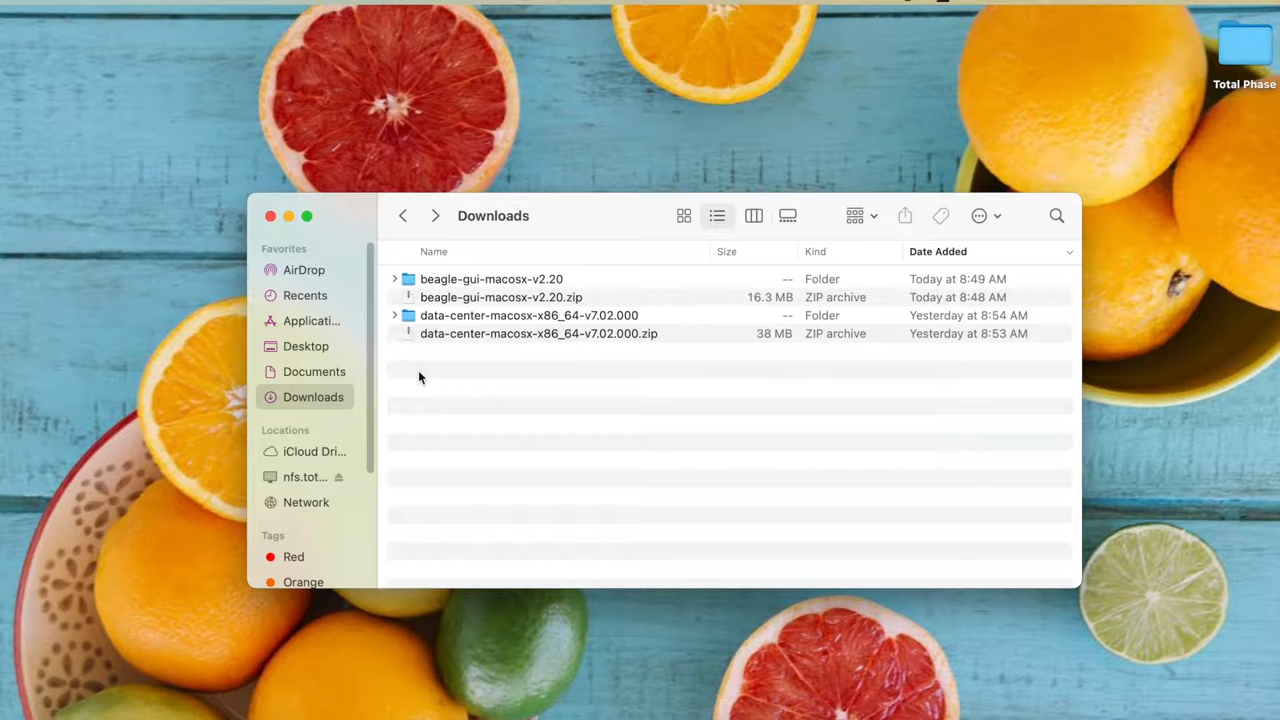 Total Phase
Downloads
Favorites
AirDrop
Recents
Applicati...
Desktop
Documents
Downloads
Locations
iCloud Dri...
nfs.tot...
Network
Tags
Red
Orange
Name Size Kind Date Added
beagle-gui-macosx-v2.20 -- Folder Today at 8:49 AM
beagle-gui-macosx-v2.20.zip 16.3 MB ZIP archive Today at 8:48 AM
data-center-macosx-x86_64-v7.02.000 -- Folder Yesterday at 8:54 AM
data-center-macosx-x86_64-v7.02.000.zip 38 MB ZIP archive Yesterday at 8:53 AM